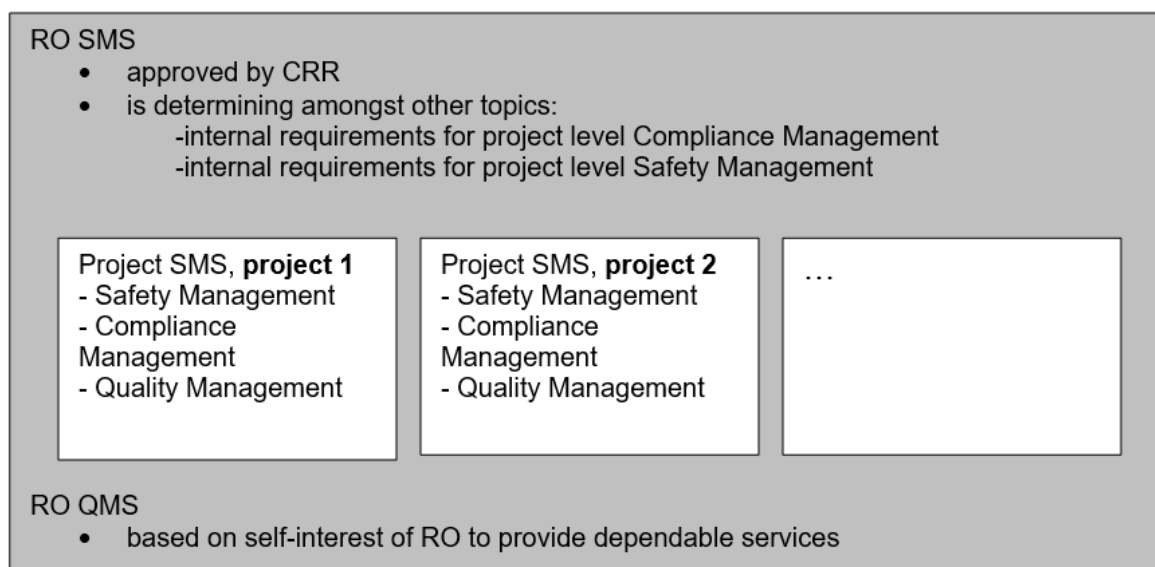 RO SMS
• approved by CRR
• is determining amongst other topics:
-internal requirements for project level Compliance Management
-internal requirements for project level Safety Management
Project SMS, project 1
- Safety Management
- Compliance
Management
- Quality Management
Project SMS, project 2
- Safety Management
- Compliance
Management
- Quality Management
...
RO QMS
• based on self-interest of RO to provide dependable services